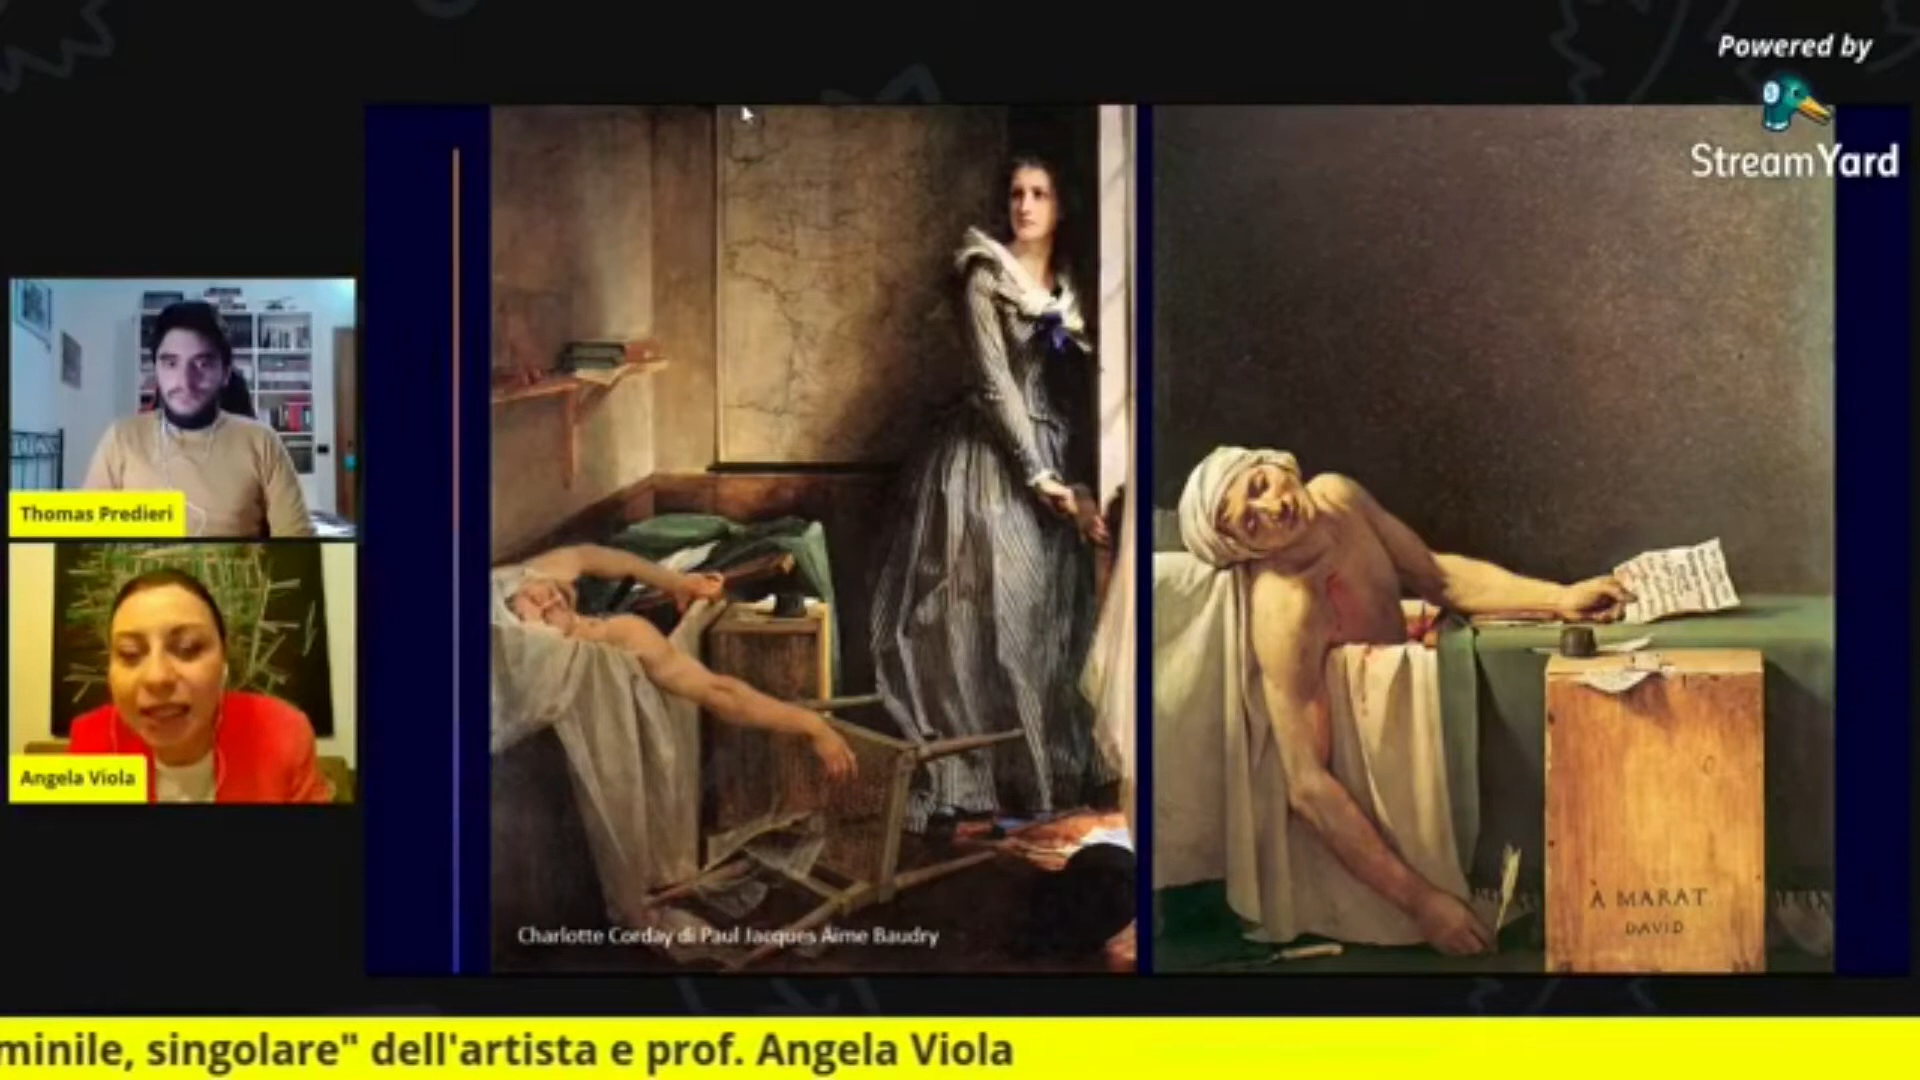 Powered by
StreamYard
Thomas Predieri
Angela Viola
Charlotte Corday di Paul Jacques Aime Baudry
À MARAT
DAVID
minile, singolare" dell'artista e prof. Angela Viola